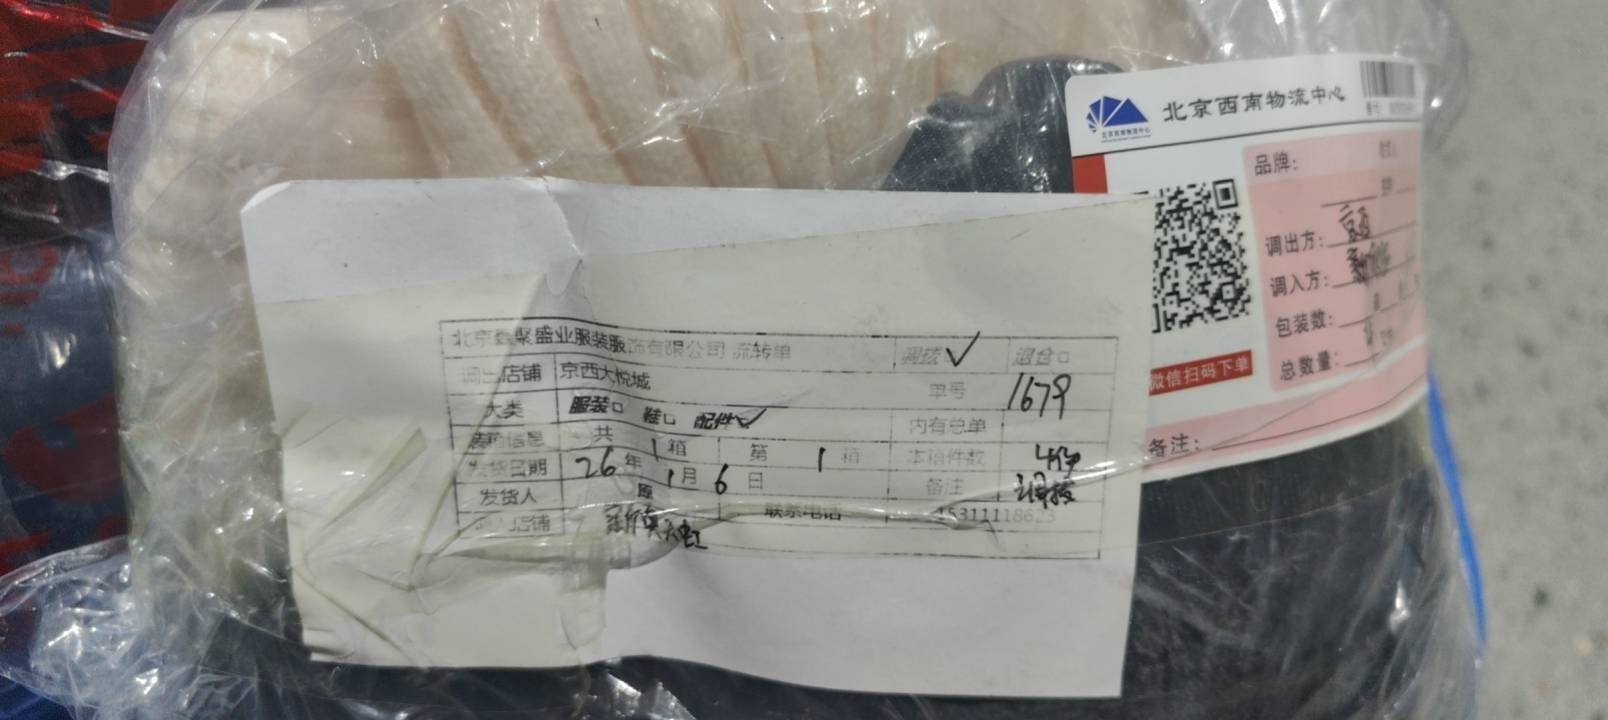 北京西南物流中心
品牌:
调出方: 京西
调入方:
包装数:
总数量:
微信扫码下单
备注:
北京鑫聚盛业服装服饰有限公司 流转单 调拨☑ 退仓□
调出店铺 京西大悦城 单号 1679
大类 服装□ 鞋□ 配件☑ 内有总单
装箱信息 共 1 箱 第 1 箱 本箱件数 4件
发货日期 26 年 1 月 6 日 备注 调拨
发货人 联系电话 15311118623
调入店铺